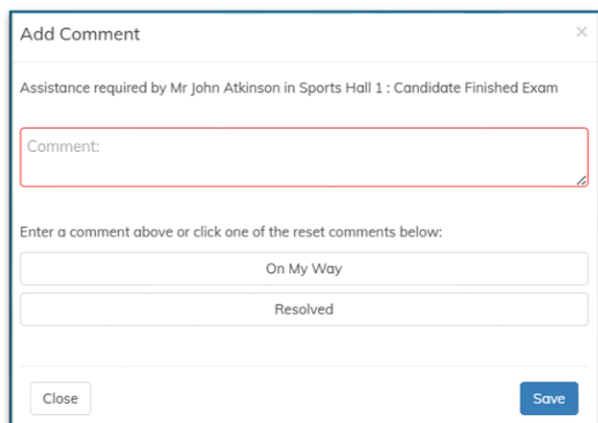 Add Comment ×
Assistance required by Mr John Atkinson in Sports Hall 1 : Candidate Finished Exam
Comment:
Enter a comment above or click one of the reset comments below:
On My Way
Resolved
Close Save